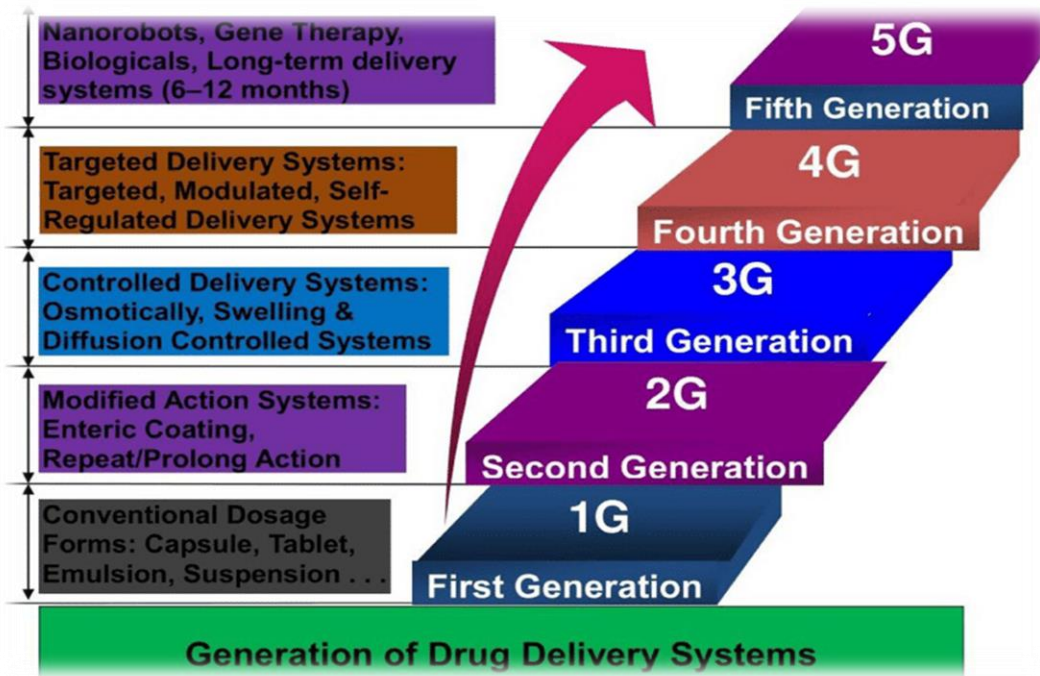 Nanorobots, Gene Therapy,
Biologicals, Long-term delivery
systems (6–12 months)
5G
Fifth Generation
Targeted Delivery Systems:
Targeted, Modulated, Self-
Regulated Delivery Systems
4G
Fourth Generation
Controlled Delivery Systems:
Osmotically, Swelling &
Diffusion Controlled Systems
3G
Third Generation
Modified Action Systems:
Enteric Coating,
Repeat/Prolong Action
2G
Second Generation
Conventional Dosage
Forms: Capsule, Tablet,
Emulsion, Suspension . . .
1G
First Generation
Generation of Drug Delivery Systems